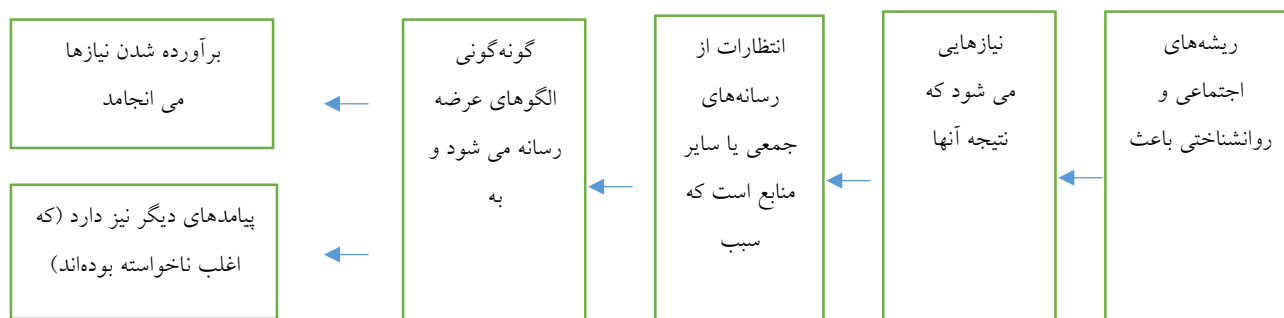 ریشه‌های
اجتماعی و
روانشناختی باعث
نیازهایی
می شود که
نتیجه آنها
انتظارات از
رسانه‌های
جمعی یا سایر
منابع است که
سبب
گونه‌گونی
الگوهای عرضه
رسانه می شود و
به
برآورده شدن نیازها
می انجامد
پیامدهای دیگر نیز دارد (که
اغلب ناخواسته بوده‌اند)